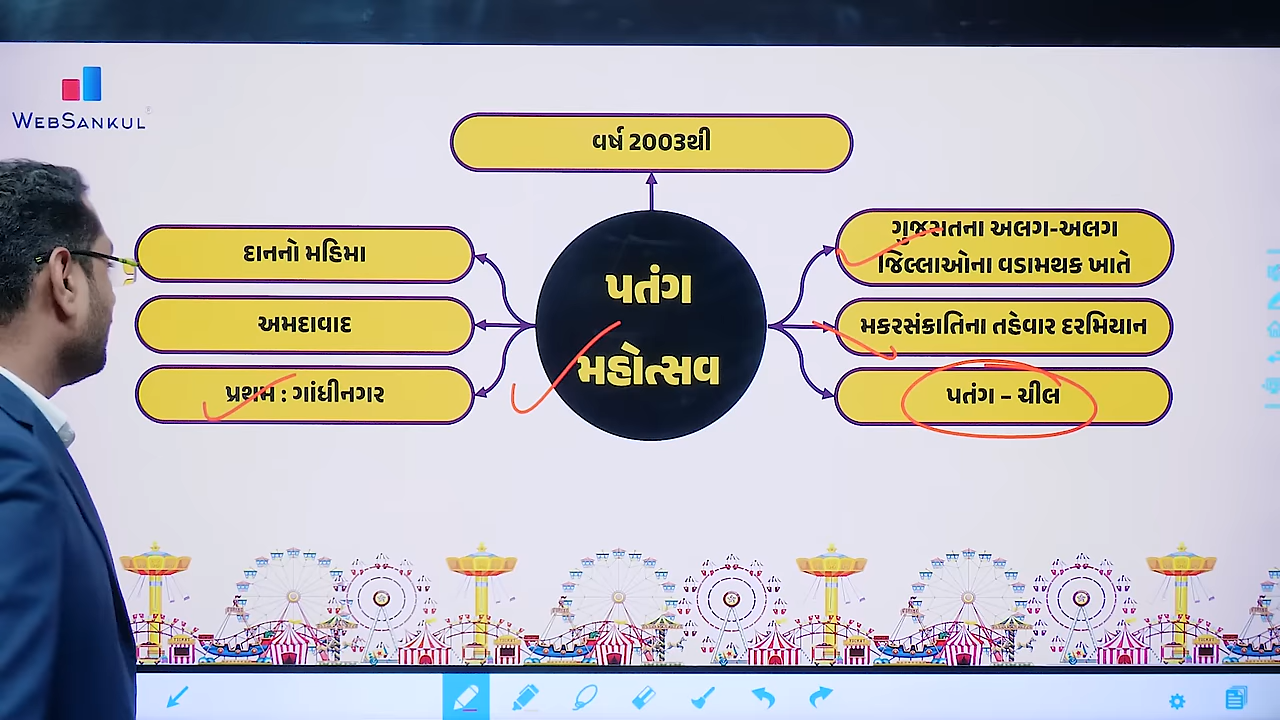 WEBSANKUL
વર્ષ 2003થી
દાનનો મહિમા
અમદાવાદ
પ્રથમ : ગાંધીનગર
પતંગ
મહોત્સવ
ગુજરાતના અલગ-અલગ
જિલ્લાઓના વડામથક ખાતે
મકરસંક્રાતિના તહેવાર દરમિયાન
પતંગ – ચીલ